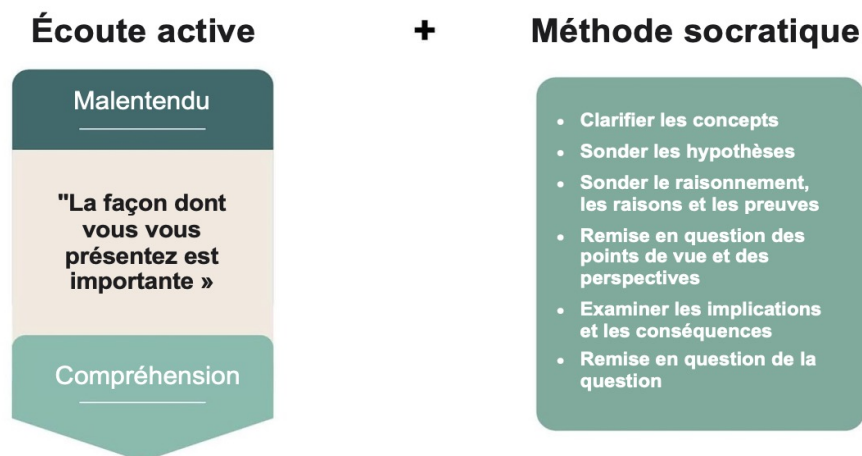 Écoute active
+
Méthode socratique
Malentendu
"La façon dont
vous vous
présentez est
importante »
Compréhension
• Clarifier les concepts
• Sonder les hypothèses
• Sonder le raisonnement,
les raisons et les preuves
• Remise en question des
points de vue et des
perspectives
• Examiner les implications
et les conséquences
• Remise en question de la
question